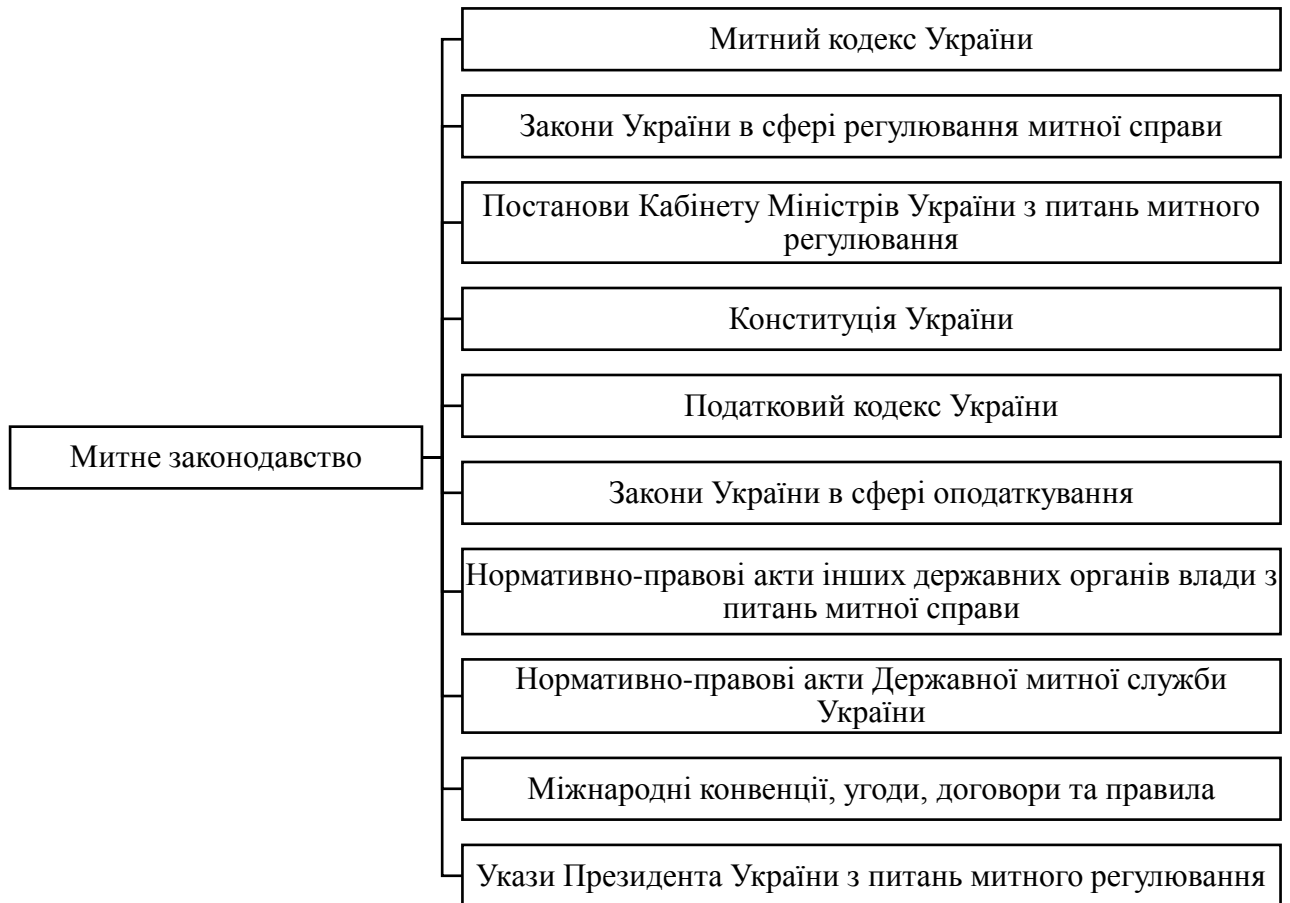 Митний кодекс України
Закони України в сфері регулювання митної справи
Постанови Кабінету Міністрів України з питань митного
регулювання
Конституція України
Податковий кодекс України
Митне законодавство
Закони України в сфері оподаткування
Нормативно-правові акти інших державних органів влади з
питань митної справи
Нормативно-правові акти Державної митної служби
України
Міжнародні конвенції, угоди, договори та правила
Укази Президента України з питань митного регулювання